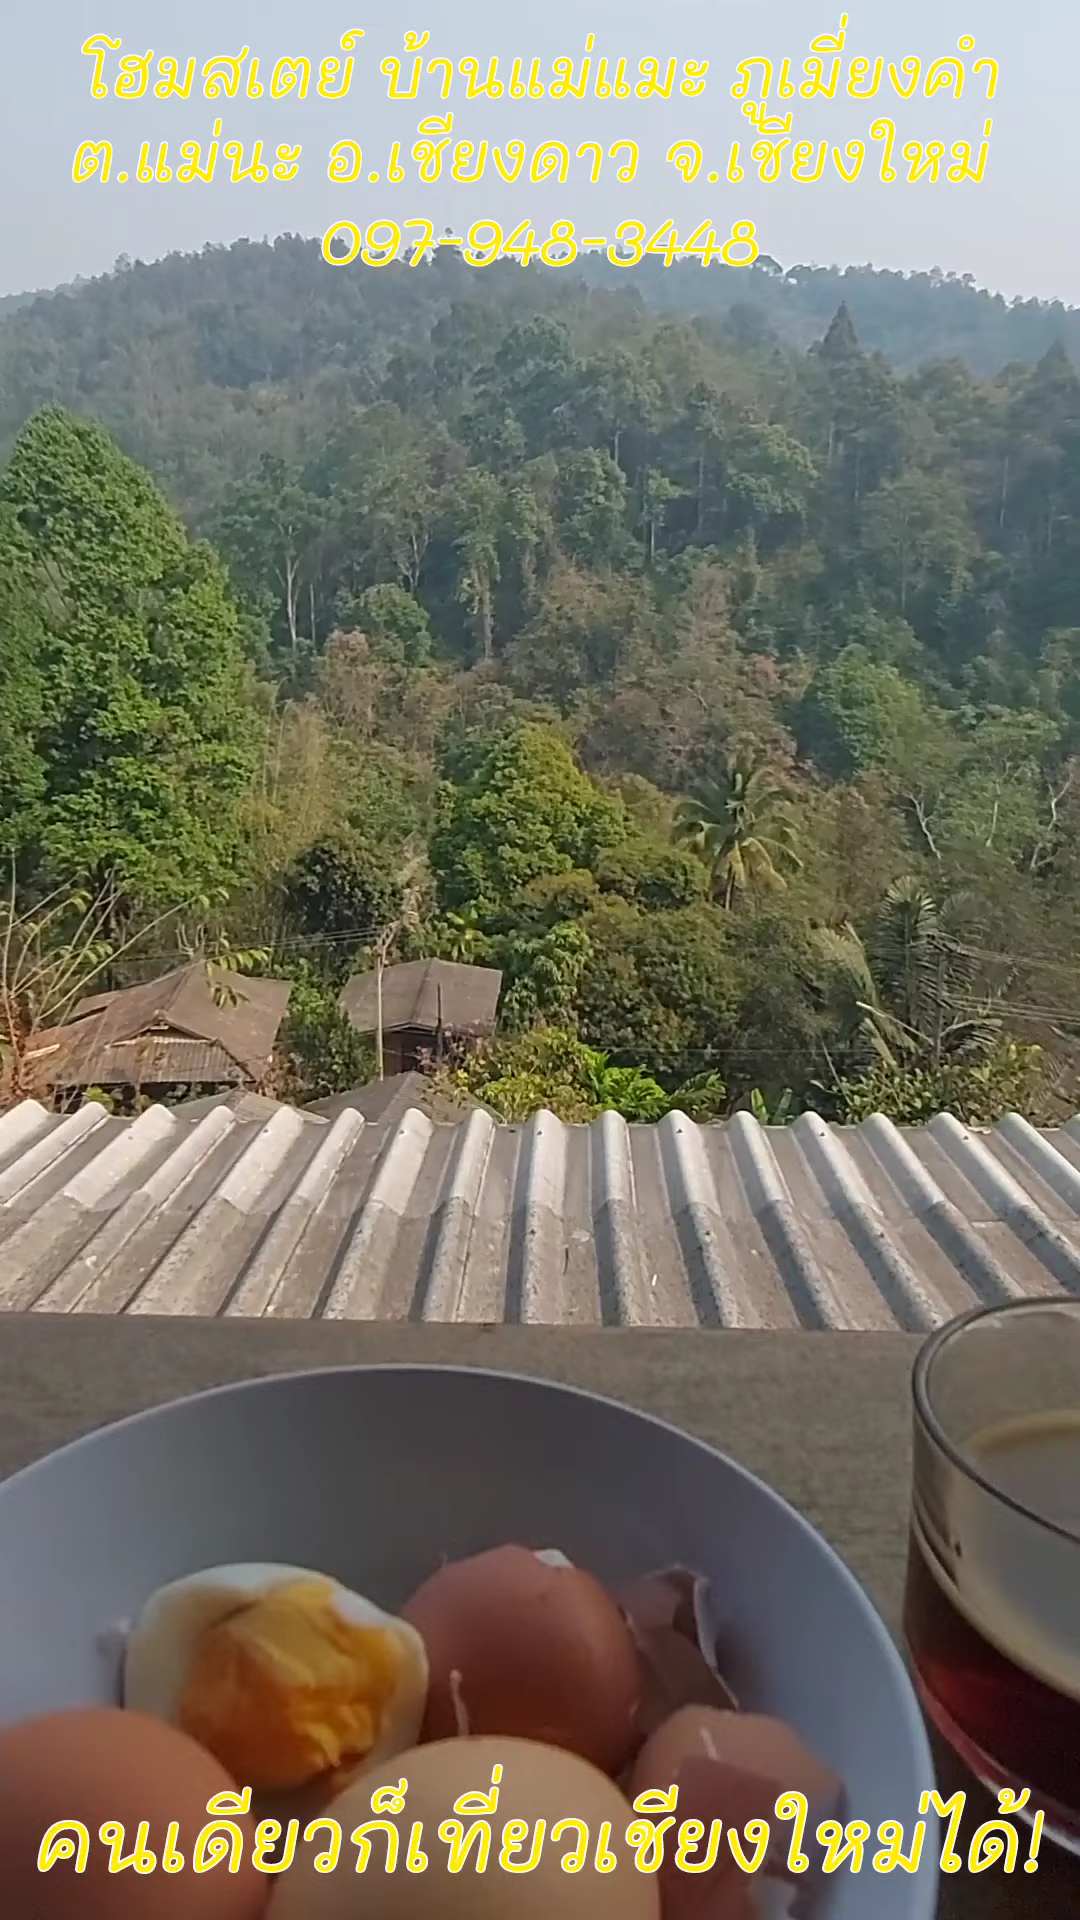 โฮมสเตย์ บ้านแม่แมะ ภูเมี่ยงคำ
ต.แม่นะ อ.เชียงดาว จ.เชียงใหม่
097-948-3448
คนเดียวก็เที่ยวเชียงใหม่ได้!